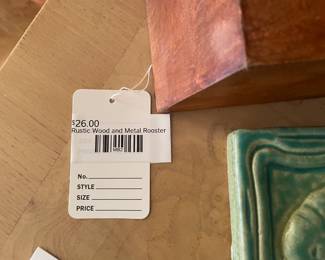 $26.00
Rustic Wood and Metal Rooster
No.
STYLE
SIZE
PRICE